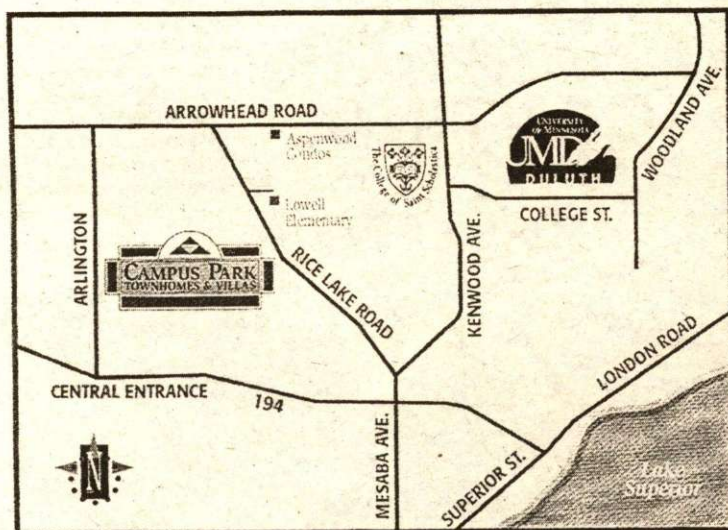 ARROWHEAD ROAD
Aspenwood
Condos
The College of Saint Scholastica
UNIVERSITY
OF MINNESOTA
UMD
DULUTH
WOODLAND AVE.
COLLEGE ST.
Lowell
Elementary
ARLINGTON
CAMPUS PARK
TOWNHOMES & VILLAS
RICE LAKE ROAD
KENWOOD AVE.
LONDON ROAD
CENTRAL ENTRANCE
194
MESABA AVE.
SUPERIOR ST.
N
Lake
Superior